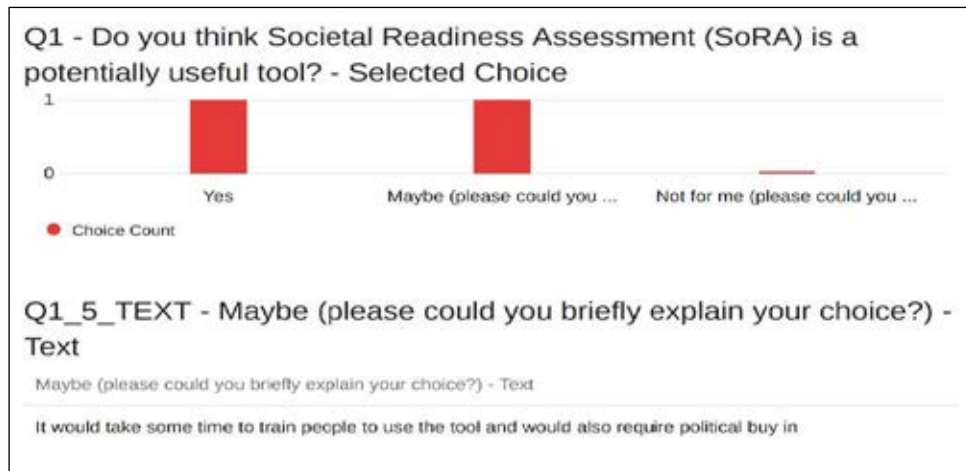 Q1 - Do you think Societal Readiness Assessment (SoRA) is a
potentially useful tool? - Selected Choice
1
0
Yes
Maybe (please could you ...
Not for me (please could you ...
Choice Count
Q1_5_TEXT - Maybe (please could you briefly explain your choice?) -
Text
Maybe (please could you briefly explain your choice?) - Text
It would take some time to train people to use the tool and would also require political buy in